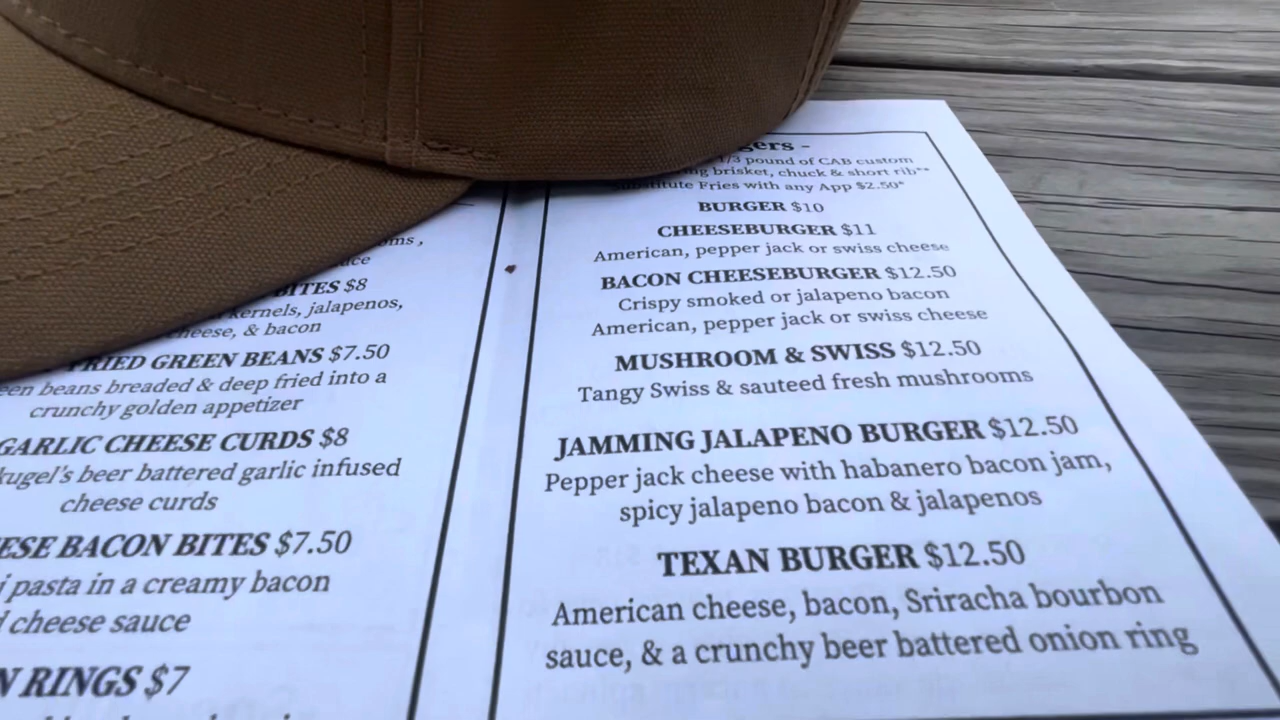 oms ,
BITES $8
kernels, jalapenos,
cheese, & bacon
FRIED GREEN BEANS $7.50
een beans breaded & deep fried into a
crunchy golden appetizer
GARLIC CHEESE CURDS $8
kugel's beer battered garlic infused
cheese curds
ESE BACON BITES $7.50
i pasta in a creamy bacon
d cheese sauce
N RINGS $7
gers -
1/3 pound of CAB custom
ng brisket, chuck & short rib**
substitute Fries with any App $2.50*
BURGER $10
CHEESEBURGER $11
American, pepper jack or swiss cheese
BACON CHEESEBURGER $12.50
Crispy smoked or jalapeno bacon
American, pepper jack or swiss cheese
MUSHROOM & SWISS $12.50
Tangy Swiss & sauteed fresh mushrooms
JAMMING JALAPENO BURGER $12.50
Pepper jack cheese with habanero bacon jam,
spicy jalapeno bacon & jalapenos
TEXAN BURGER $12.50
American cheese, bacon, Sriracha bourbon
sauce, & a crunchy beer battered onion ring